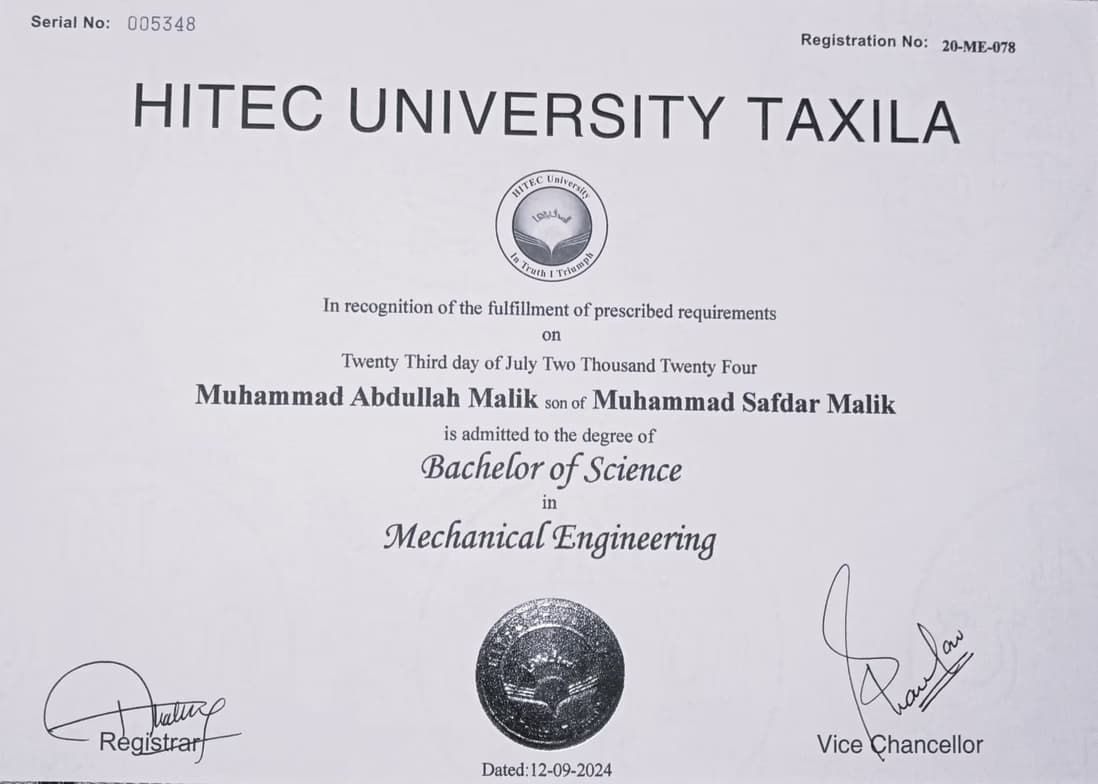 Serial No: 005348
Registration No: 20-ME-078
HITEC UNIVERSITY TAXILA
HITEC University
In Truth I Triumph
In recognition of the fulfillment of prescribed requirements
on
Twenty Third day of July Two Thousand Twenty Four
Muhammad Abdullah Malik son of Muhammad Safdar Malik
is admitted to the degree of
Bachelor of Science
in
Mechanical Engineering
Registrar
Vice Chancellor
Dated:12-09-2024